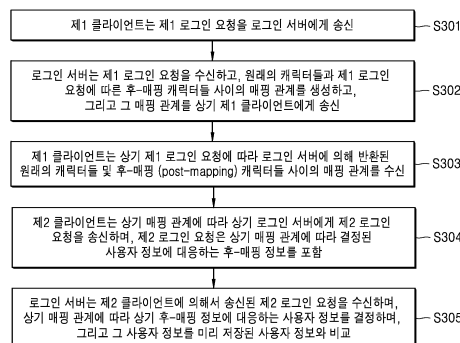 제1 클라이언트는 제1 로그인 요청을 로그인 서버에게 송신
S301
로그인 서버는 제1 로그인 요청을 수신하고, 원래의 캐릭터들과 제1 로그인
요청에 따른 후-매핑 캐릭터들 사이의 매핑 관계를 생성하고,
그리고 그 매핑 관계를 상기 제1 클라이언트에게 송신
S302
제1 클라이언트는 상기 제1 로그인 요청에 따라 로그인 서버에 의해 반환된
원래의 캐릭터들 및 후-매핑 (post-mapping) 캐릭터들 사이의 매핑 관계를 수신
S303
제2 클라이언트는 상기 매핑 관계에 따라 상기 로그인 서버에게 제2 로그인
요청을 송신하며, 제2 로그인 요청은 상기 매핑 관계에 따라 결정된
사용자 정보에 대응하는 후-매핑 정보를 포함
S304
로그인 서버는 제2 클라이언트에 의해서 송신된 제2 로그인 요청을 수신하며,
상기 매핑 관계에 따라 상기 후-매핑 정보에 대응하는 사용자 정보를 결정하며,
그리고 그 사용자 정보를 미리 저장된 사용자 정보와 비교
S305